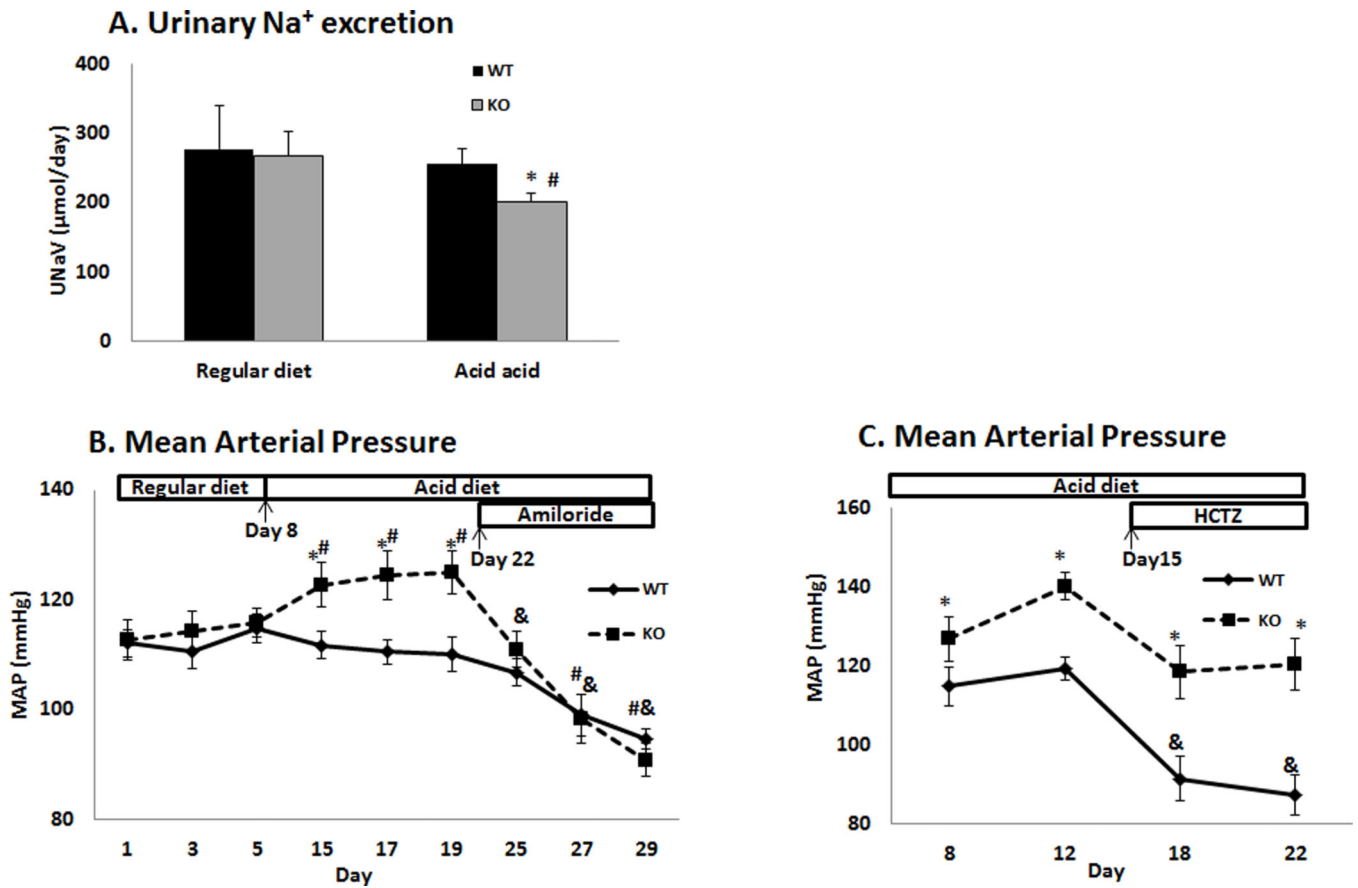 A. Urinary Na⁺ excretion
400
300
200
100
0
UNaV (µmol/day)
WT
KO
* #
Regular diet Acid acid
B. Mean Arterial Pressure
Regular diet Acid diet
Amiloride
Day 8
Day 22
140
120
100
80
MAP (mmHg)
WT
KO
*# *# *#
&
#&
#&
1 3 5 15 17 19 25 27 29
Day
C. Mean Arterial Pressure
Acid diet
HCTZ
Day15
160
140
120
100
80
MAP (mmHg)
WT
KO
* * * *
& &
8 12 18 22
Day